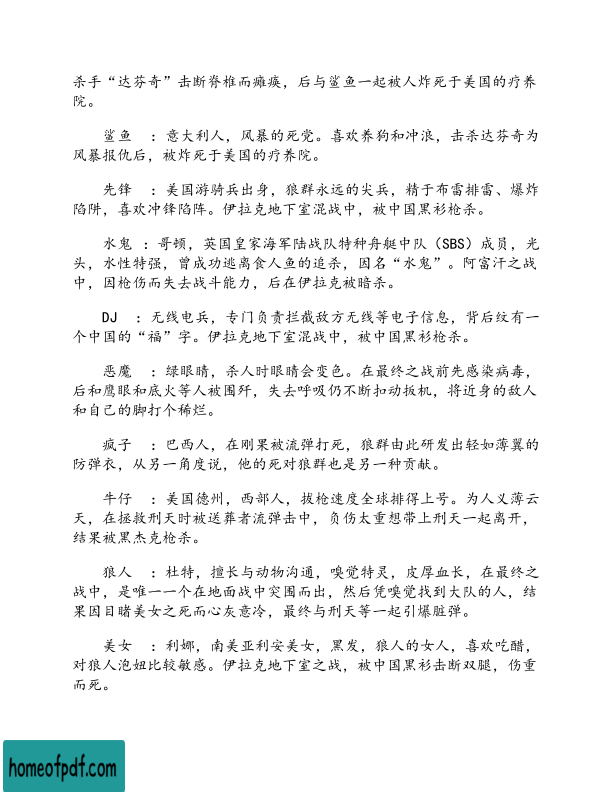 杀手“达芬奇”击断脊椎而瘫痪，后与鲨鱼一起被人炸死于美国的疗养
院。
鲨鱼 ：意大利人，风暴的死党。喜欢养狗和冲浪，击杀达芬奇为
风暴报仇后，被炸死于美国的疗养院。
先锋 ：美国游骑兵出身，狼群永远的尖兵，精于布雷排雷、爆炸
陷阱，喜欢冲锋陷阵。伊拉克地下室混战中，被中国黑衫枪杀。
水鬼 ：哥顿，英国皇家海军陆战队特种舟艇中队（SBS）成员，光
头，水性特强，曾成功逃离食人鱼的追杀，因名“水鬼”。阿富汗之战
中，因枪伤而失去战斗能力，后在伊拉克被暗杀。
DJ ：无线电兵，专门负责拦截敌方无线等电子信息，背后纹有一
个中国的“福”字。伊拉克地下室混战中，被中国黑衫枪杀。
恶魔 ：绿眼睛，杀人时眼睛会变色。在最终之战前先感染病毒，
后和鹰眼和底火等人被围歼，失去呼吸仍不断扣动扳机，将近身的敌人
和自己的脚打个稀烂。
疯子 ：巴西人，在刚果被流弹打死，狼群由此研发出轻如薄翼的
防弹衣，从另一角度说，他的死对狼群也是另一种贡献。
牛仔 ：美国德州，西部人，拔枪速度全球排得上号。为人义薄云
天，在拯救刑天时被送葬者流弹击中，负伤太重想带上刑天一起离开，
结果被黑杰克枪杀。
狼人 ：杜特，擅长与动物沟通，嗅觉特灵，皮厚血长，在最终之
战中，是唯一一个在地面战中突围而出，然后凭嗅觉找到大队的人，结
果因目睹美女之死而心灰意冷，最终与刑天等一起引爆脏弹。
美女 ：利娜，南美亚利安美女，黑发，狼人的女人，喜欢吃醋，
对狼人泡妞比较敏感。伊拉克地下室之战，被中国黑衫击断双腿，伤重
而死。
homeofpdf.com